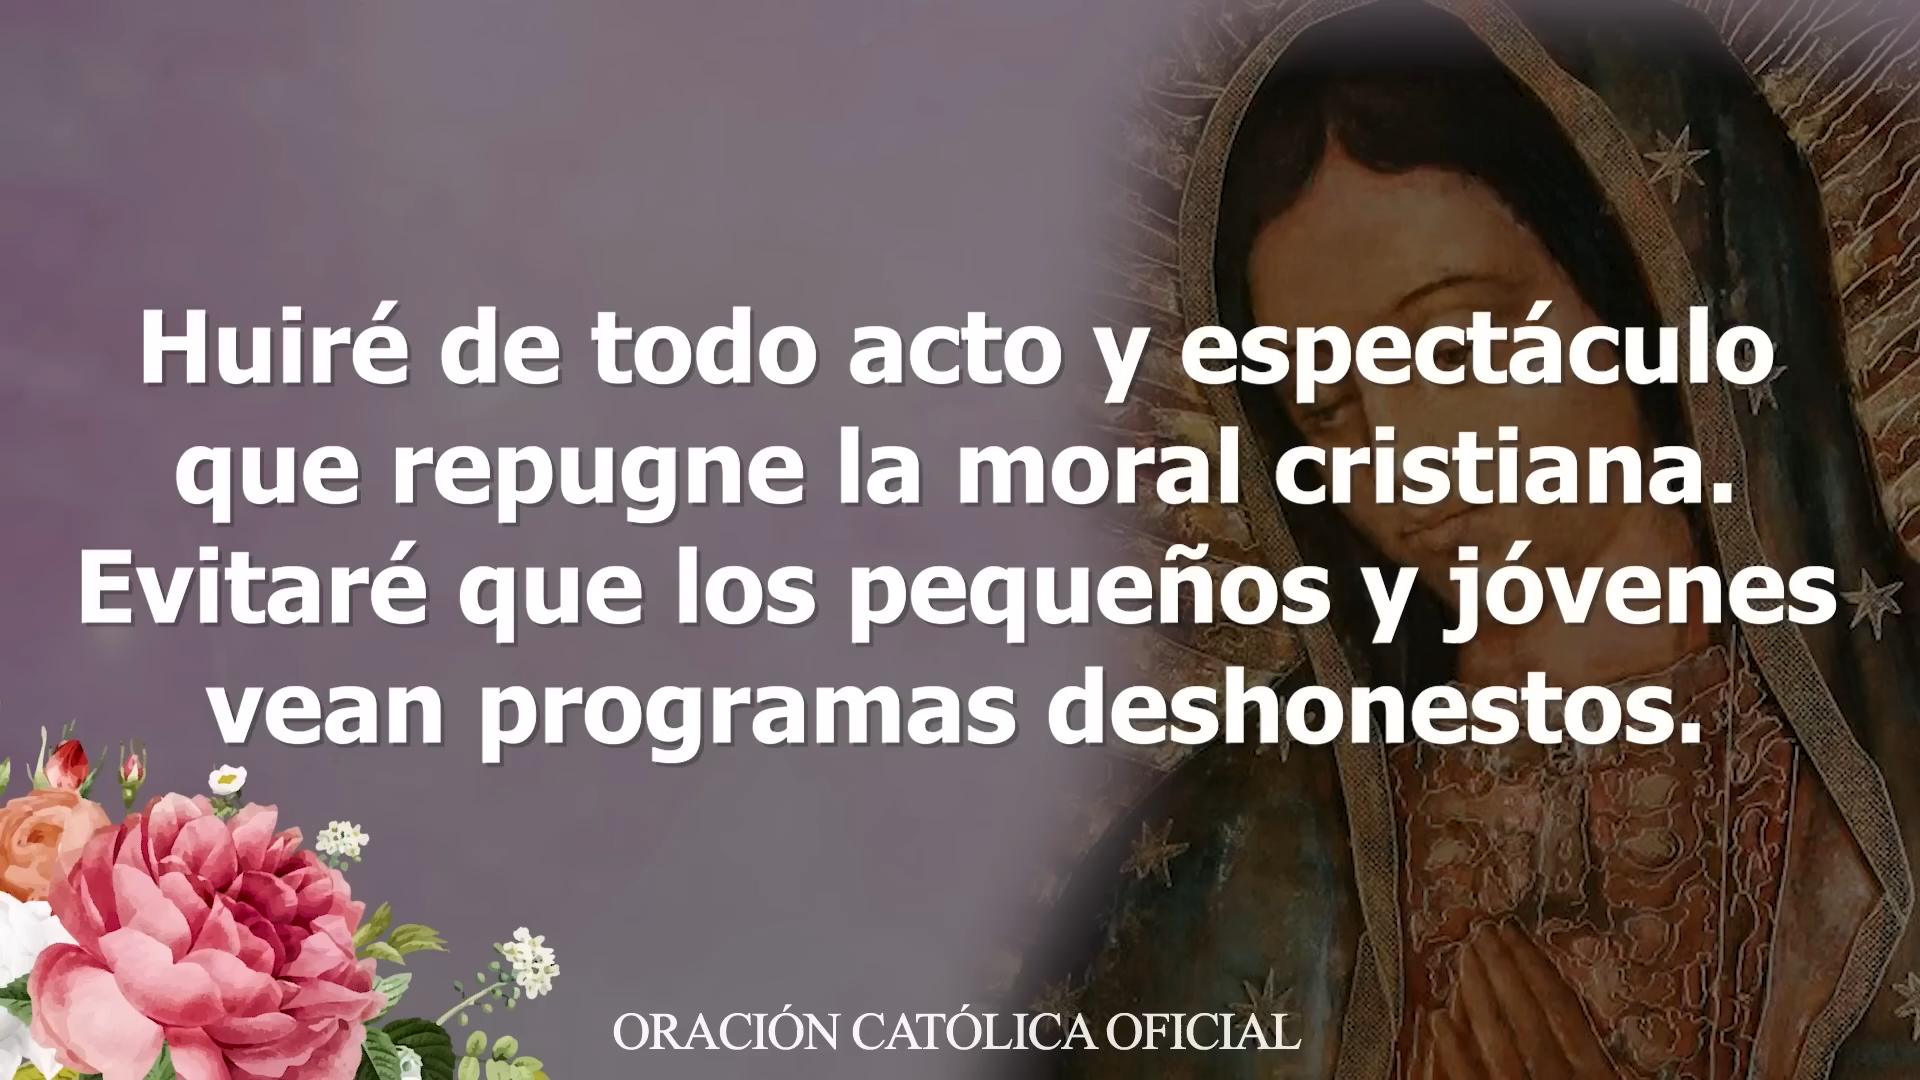 Huiré de todo acto y espectáculo
que repugne la moral cristiana.
Evitaré que los pequeños y jóvenes
vean programas deshonestos.
ORACIÓN CATÓLICA OFICIAL